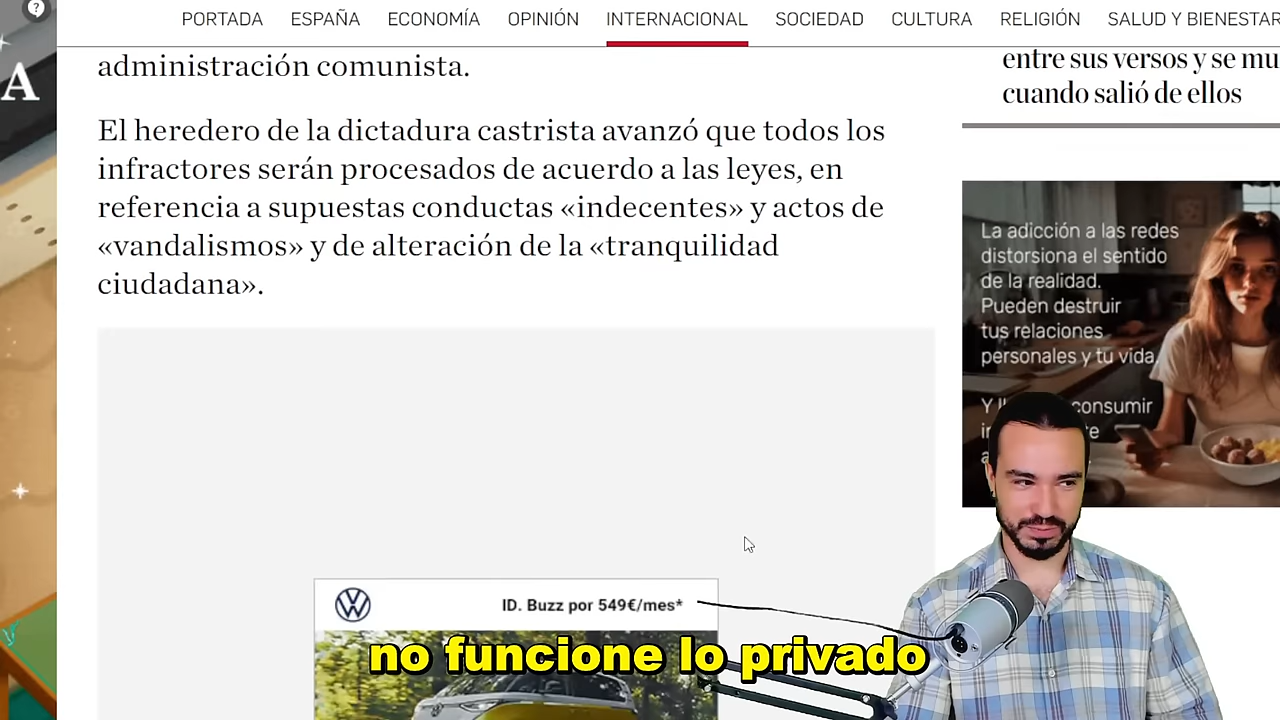 PORTADA ESPAÑA ECONOMÍA OPINIÓN INTERNACIONAL SOCIEDAD CULTURA RELIGIÓN SALUD Y BIENESTAR
A
administración comunista.
El heredero de la dictadura castrista avanzó que todos los
infractores serán procesados de acuerdo a las leyes, en
referencia a supuestas conductas «indecentes» y actos de
«vandalismos» y de alteración de la «tranquilidad
ciudadana».
entre sus versos y se mu
cuando salió de ellos
La adicción a las redes
distorsiona el sentido
de la realidad.
Pueden destruir
tus relaciones
personales y tu vida.
Y consumir
ID. Buzz por 549€/mes*
no funcione lo privado